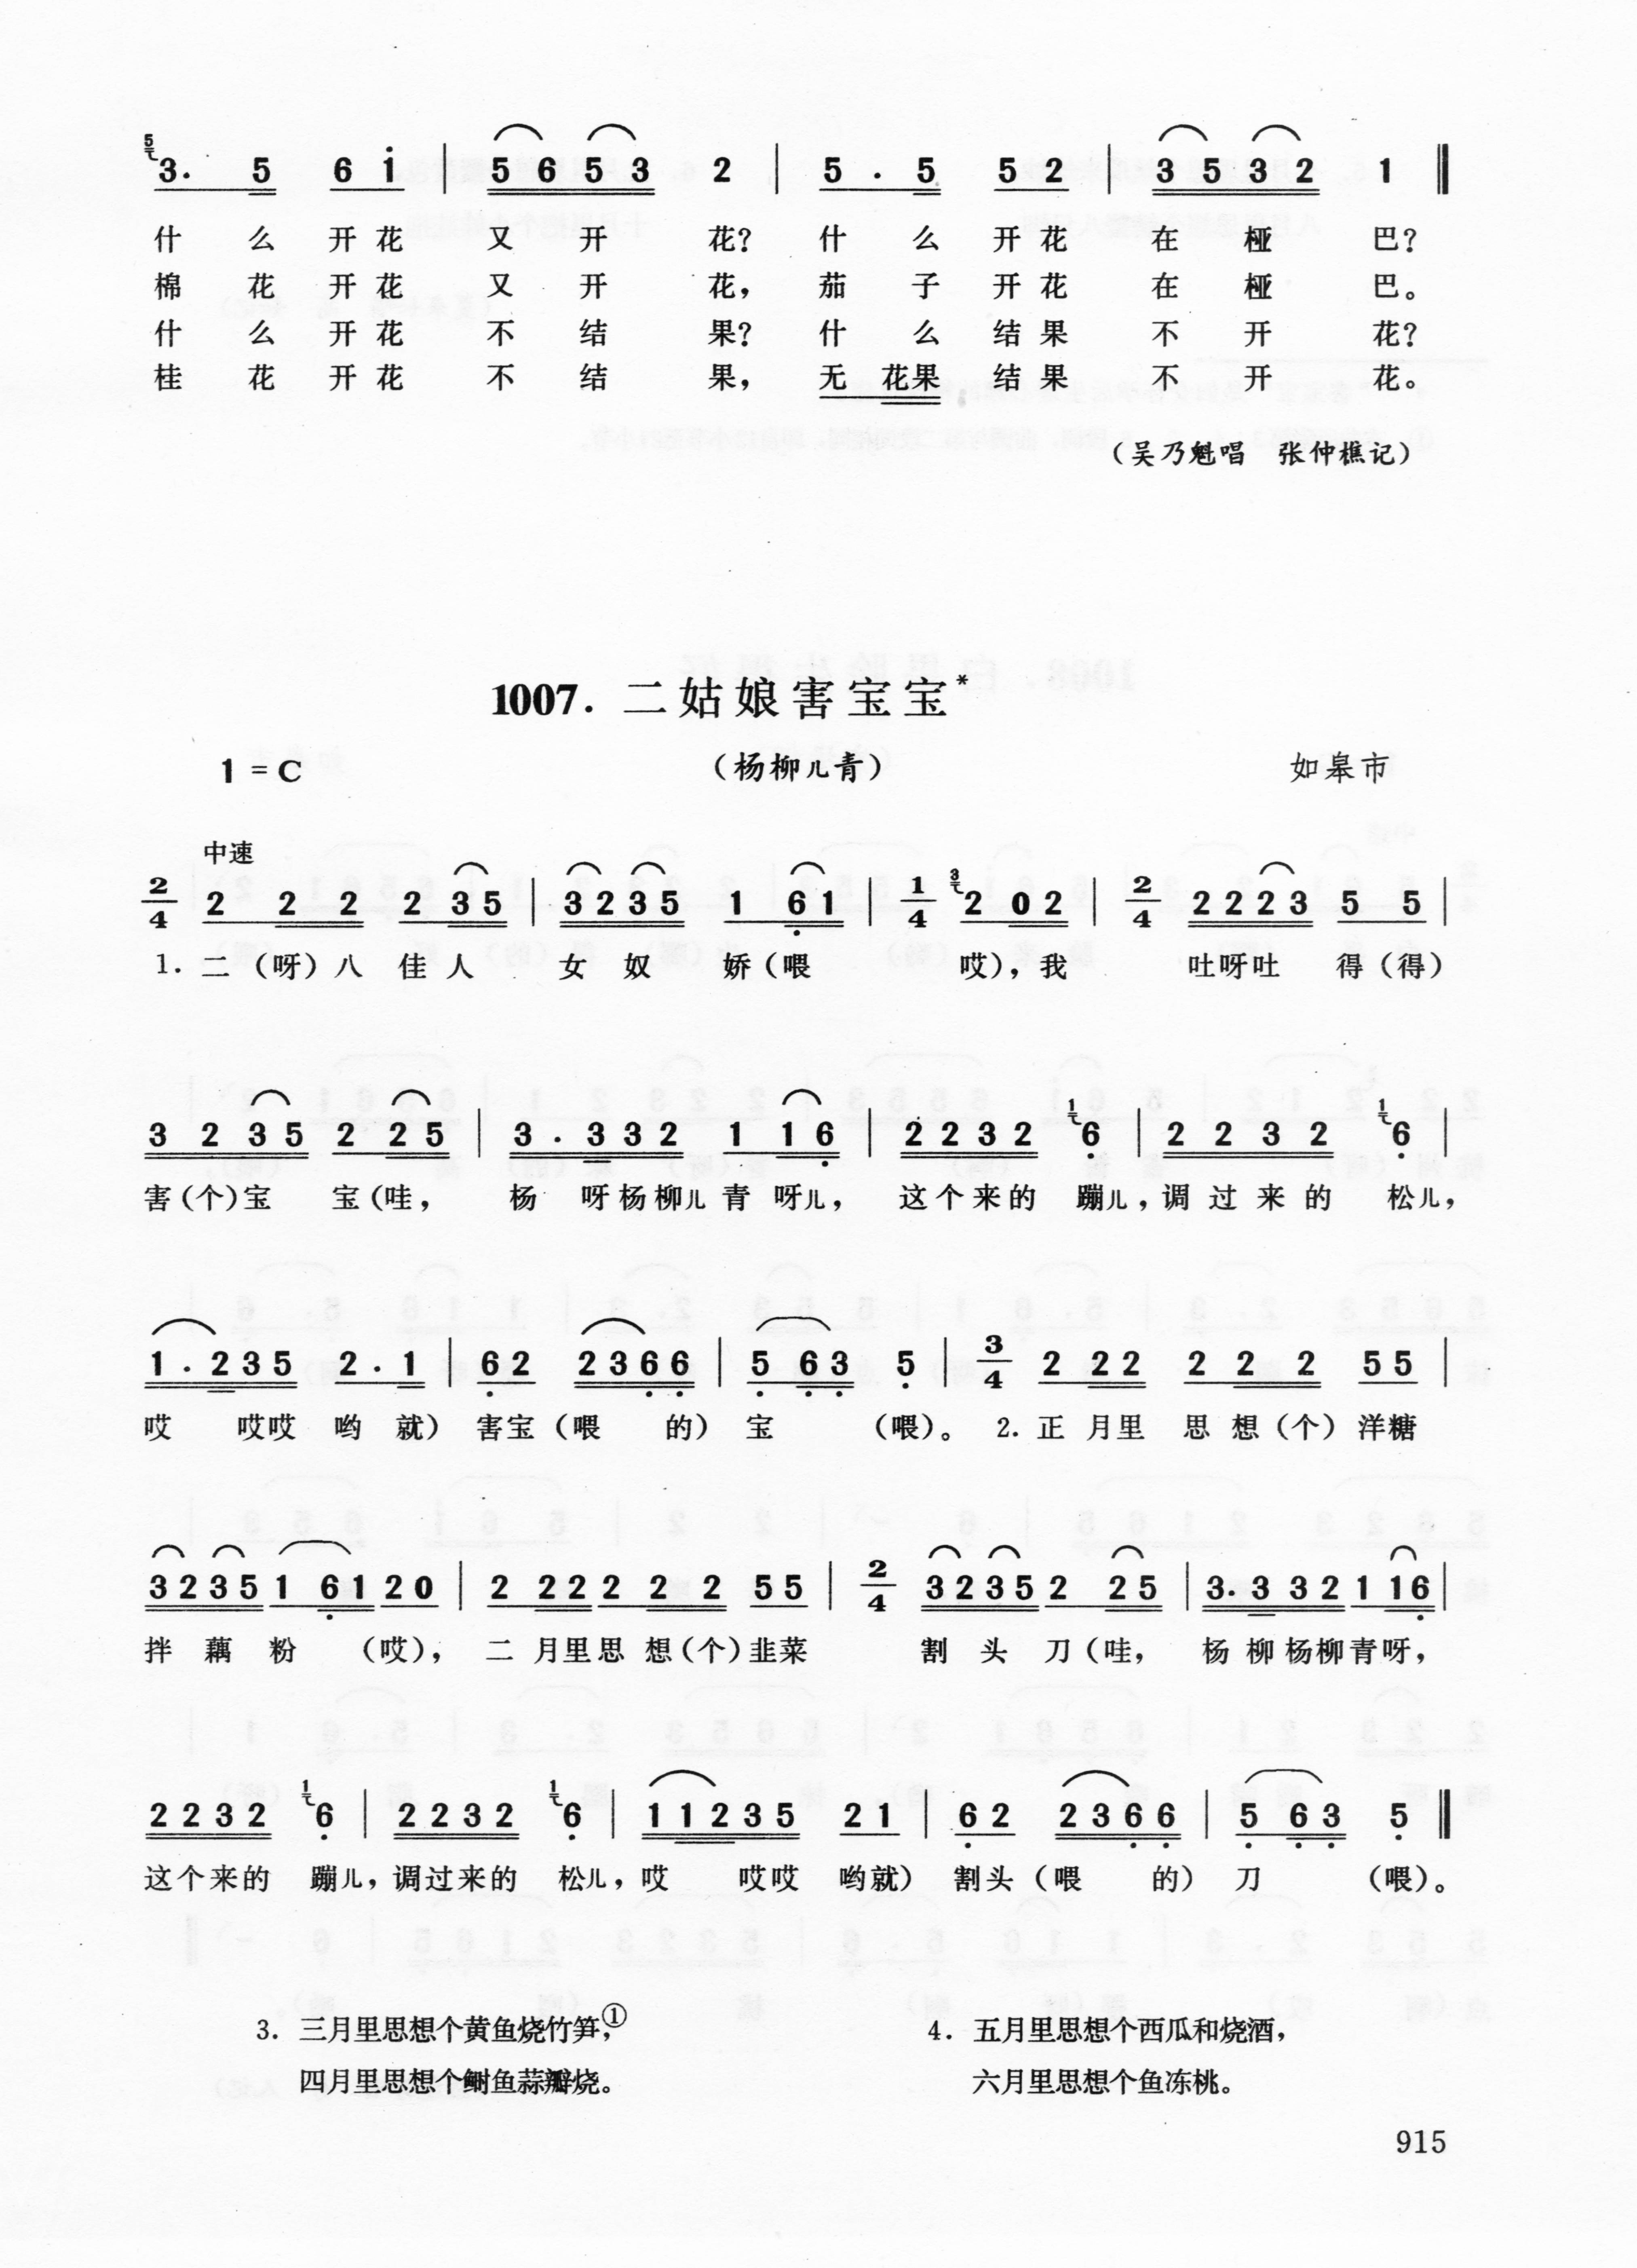 5 3. 5 6 1 | 5 6 5 3 2 | 5 . 5 5 2 | 3 5 3 2 1 ‖
什 么 开 花 又 开 花? 什 么 开 花 在 桠 巴?
棉 花 开 花 又 开 花, 茄 子 开 花 在 桠 巴。
什 么 开 花 不 结 果? 什 么 结 果 不 开 花?
桂 花 开 花 不 结 果, 无 花果 结 果 不 开 花。
(吴乃魁唱 张仲樵记)
1007. 二姑娘害宝宝*
1 = C (杨柳儿青) 如皋市
中速
2/4 2 2 2 2 3 5 | 3 2 3 5 1 6 1 | 1/4 3 2 0 2 | 2/4 2 2 2 3 5 5 |
1. 二 (呀) 八 佳 人 女 奴 娇 (喂 哎), 我 吐呀吐 得 (得)
3 2 3 5 2 2 5 | 3 . 3 3 2 1 1 6 | 2 2 3 2 1 6 | 2 2 3 2 1 6 |
害 (个) 宝 宝 (哇, 杨 呀杨柳儿 青 呀儿, 这个来的 蹦儿, 调 过 来 的 松儿,
1 . 2 3 5 2 . 1 | 6 2 2 3 6 6 | 5 6 3 5 | 3/4 2 2 2 2 2 2 5 5 |
哎 哎哎 哟 就) 害宝 (喂 的) 宝 (喂)。 2. 正 月里 思 想 (个) 洋糖
3 2 3 5 1 6 1 2 0 | 2 2 2 2 2 2 5 5 | 2/4 3 2 3 5 2 2 5 | 3. 3 3 2 1 1 6 |
拌 藕 粉 (哎), 二 月里思 想 (个) 韭菜 割 头 刀 (哇, 杨 柳 杨柳青呀,
2 2 3 2 1 6 | 2 2 3 2 1 6 | 1 1 2 3 5 2 1 | 6 2 2 3 6 6 | 5 6 3 5 ‖
这个来的 蹦儿, 调过来的 松儿, 哎 哎哎 哟就) 割头 (喂 的) 刀 (喂)。
3. 三月里思想个黄鱼烧竹笋,① 4. 五月里思想个西瓜和烧酒,
四月里思想个鲥鱼蒜瓣烧。 六月里思想个鱼冻桃。
915